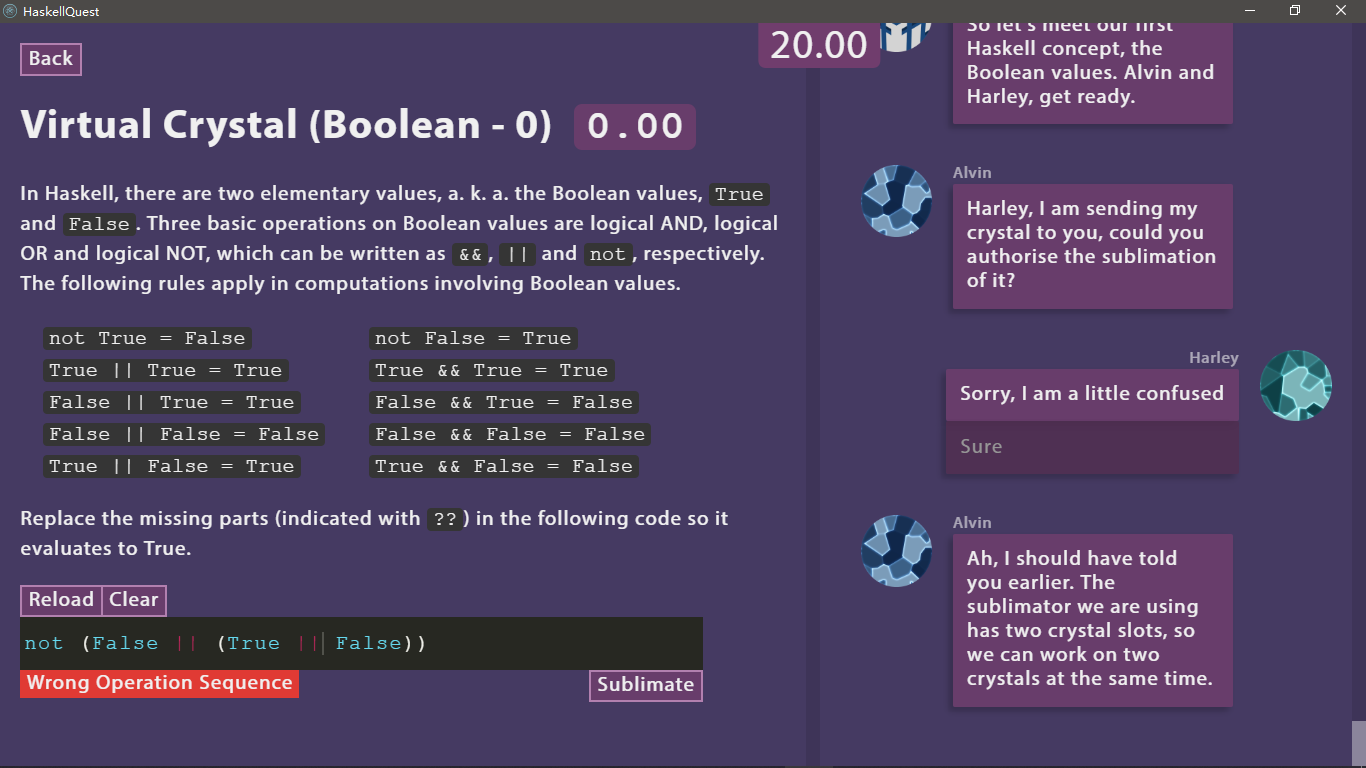 HaskellQuest
Back
20.00
Virtual Crystal (Boolean - 0) 0.00
In Haskell, there are two elementary values, a. k. a. the Boolean values, True
and False. Three basic operations on Boolean values are logical AND, logical
OR and logical NOT, which can be written as &&, || and not, respectively.
The following rules apply in computations involving Boolean values.
not True = False
not False = True
True || True = True
True && True = True
False || True = True
False && True = False
False || False = False
False && False = False
True || False = True
True && False = False
Replace the missing parts (indicated with ??) in the following code so it
evaluates to True.
Reload Clear
not (False || (True || False))
Wrong Operation Sequence
Sublimate
So let's meet our first
Haskell concept, the
Boolean values. Alvin and
Harley, get ready.
Alvin
Harley, I am sending my
crystal to you, could you
authorise the sublimation
of it?
Harley
Sorry, I am a little confused
Sure
Alvin
Ah, I should have told
you earlier. The
sublimator we are using
has two crystal slots, so
we can work on two
crystals at the same time.